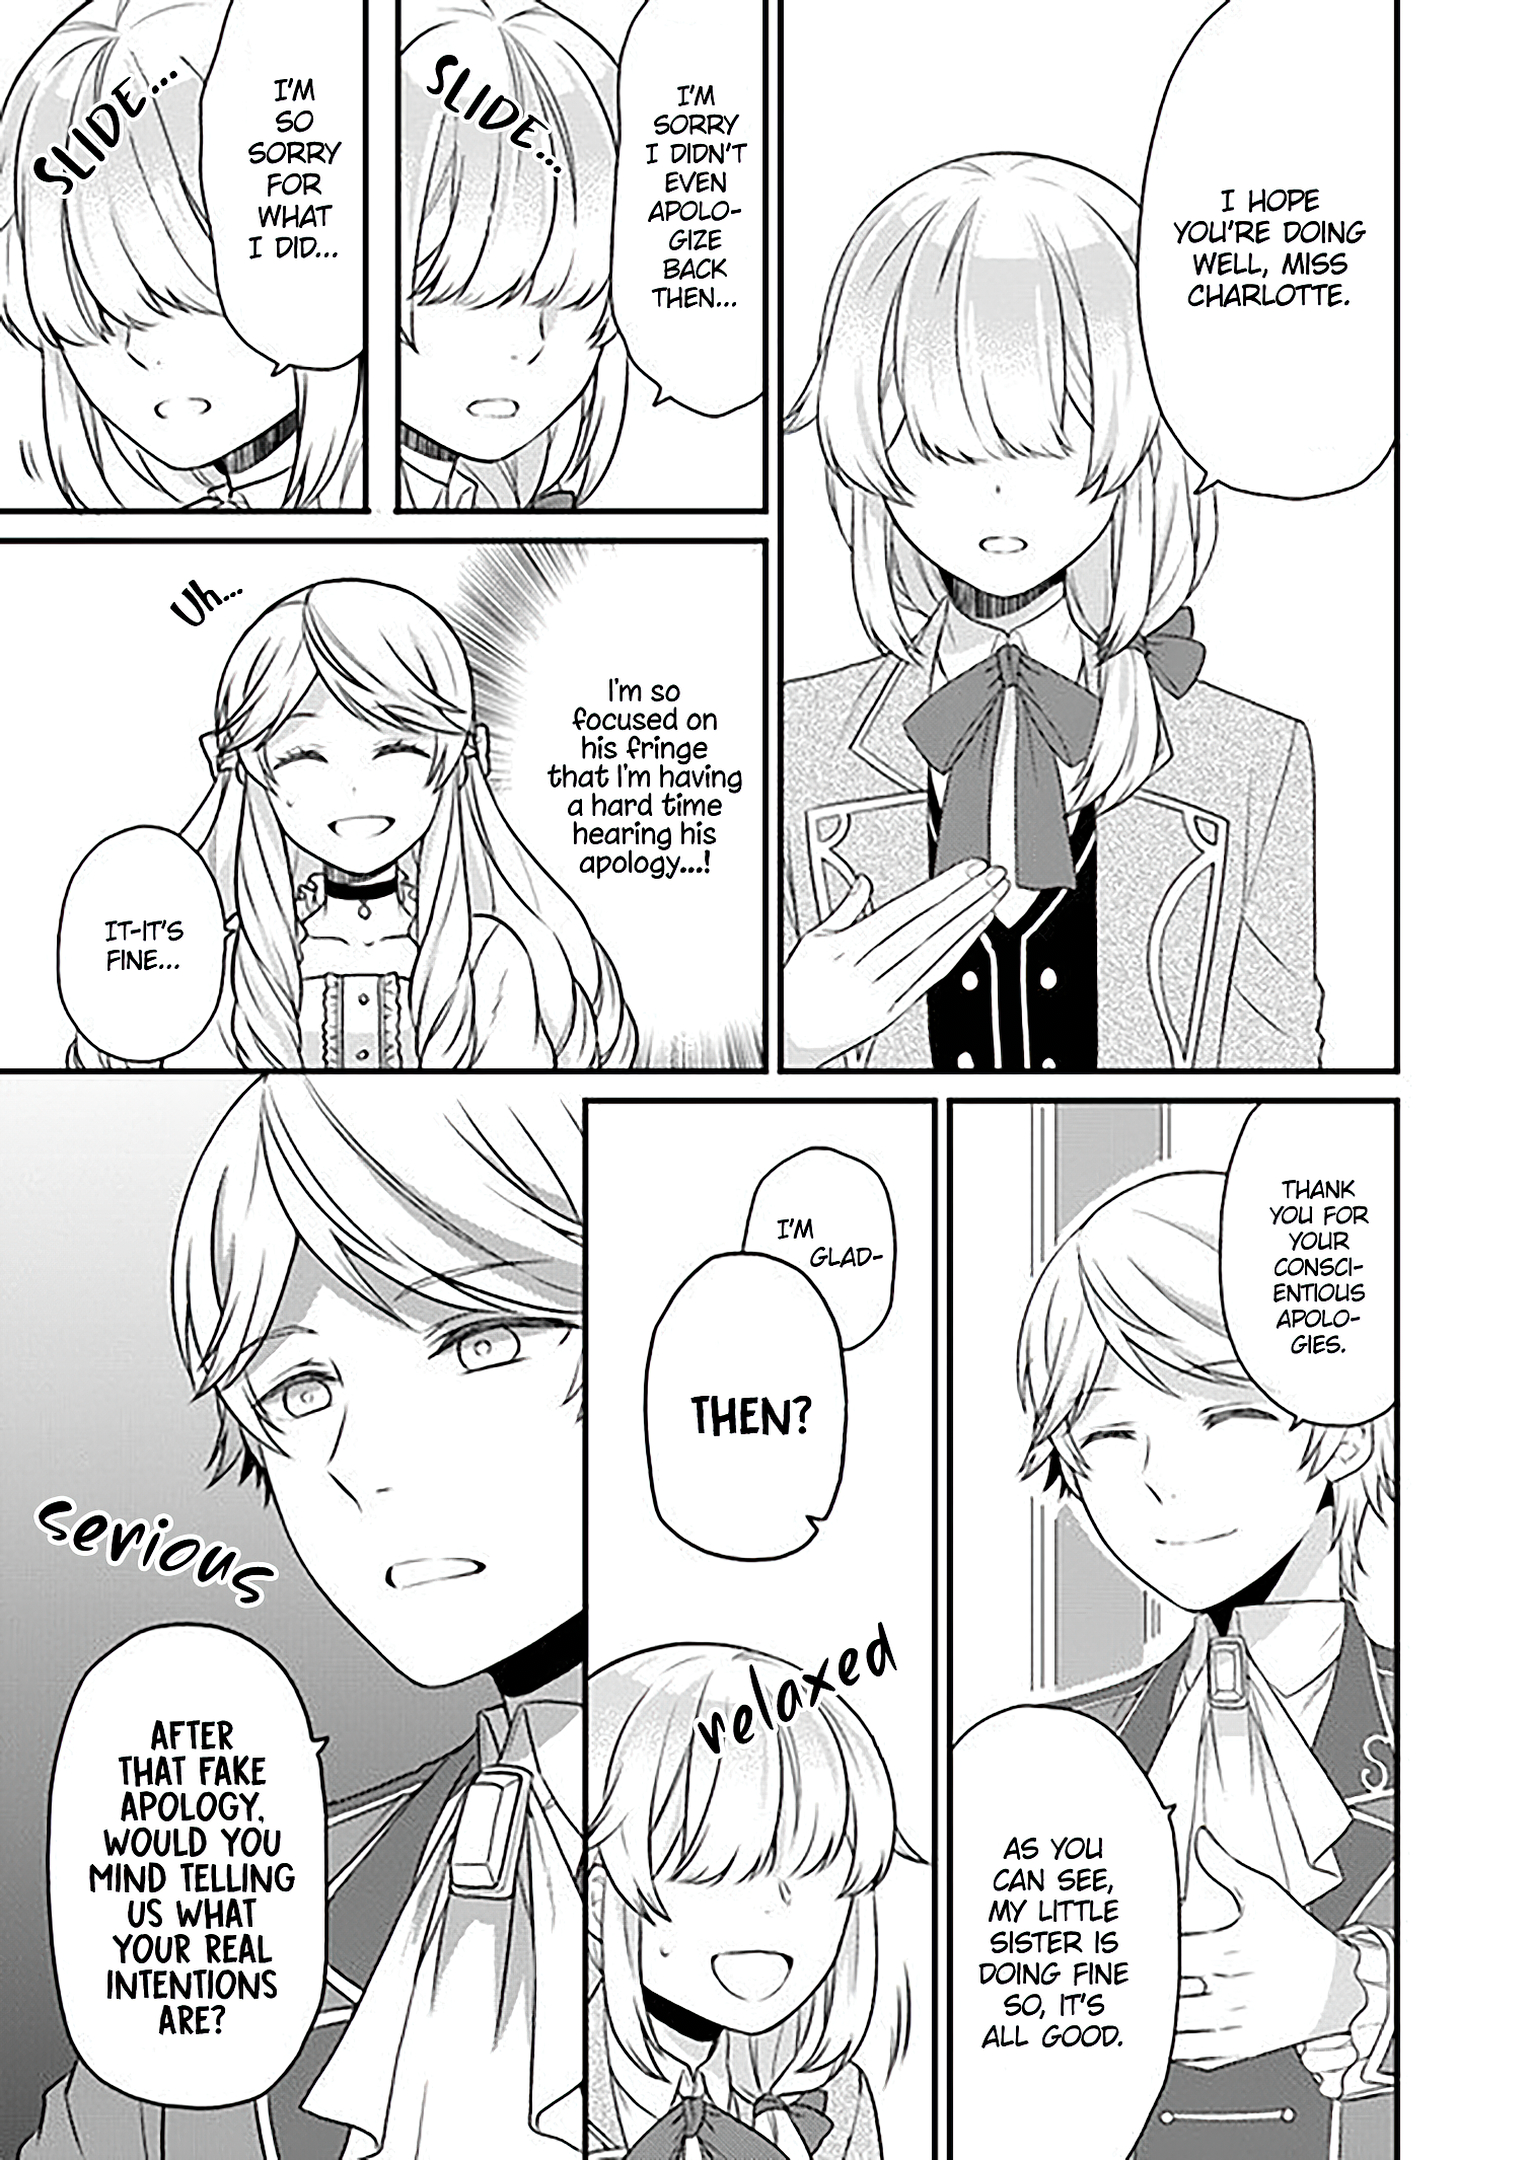 I HOPE
YOU'RE DOING
WELL, MISS
CHARLOTTE.
I'M
SORRY
I DIDN'T
EVEN
APOLO-
GIZE
BACK
THEN...
SLIDE...
I'M
SO
SORRY
FOR
WHAT
I DID...
SLIDE...
I'm so
focused on
his fringe
that I'm having
a hard time
hearing his
apology...!
Uh...
IT-IT'S
FINE...
THANK
YOU FOR
YOUR
CONSCI-
ENTIOUS
APOLO-
GIES.
AS YOU
CAN SEE,
MY LITTLE
SISTER IS
DOING FINE
SO, IT'S
ALL GOOD.
I'M
GLAD-
THEN?
relaxed
serious
AFTER
THAT FAKE
APOLOGY,
WOULD YOU
MIND TELLING
US WHAT
YOUR REAL
INTENTIONS
ARE?